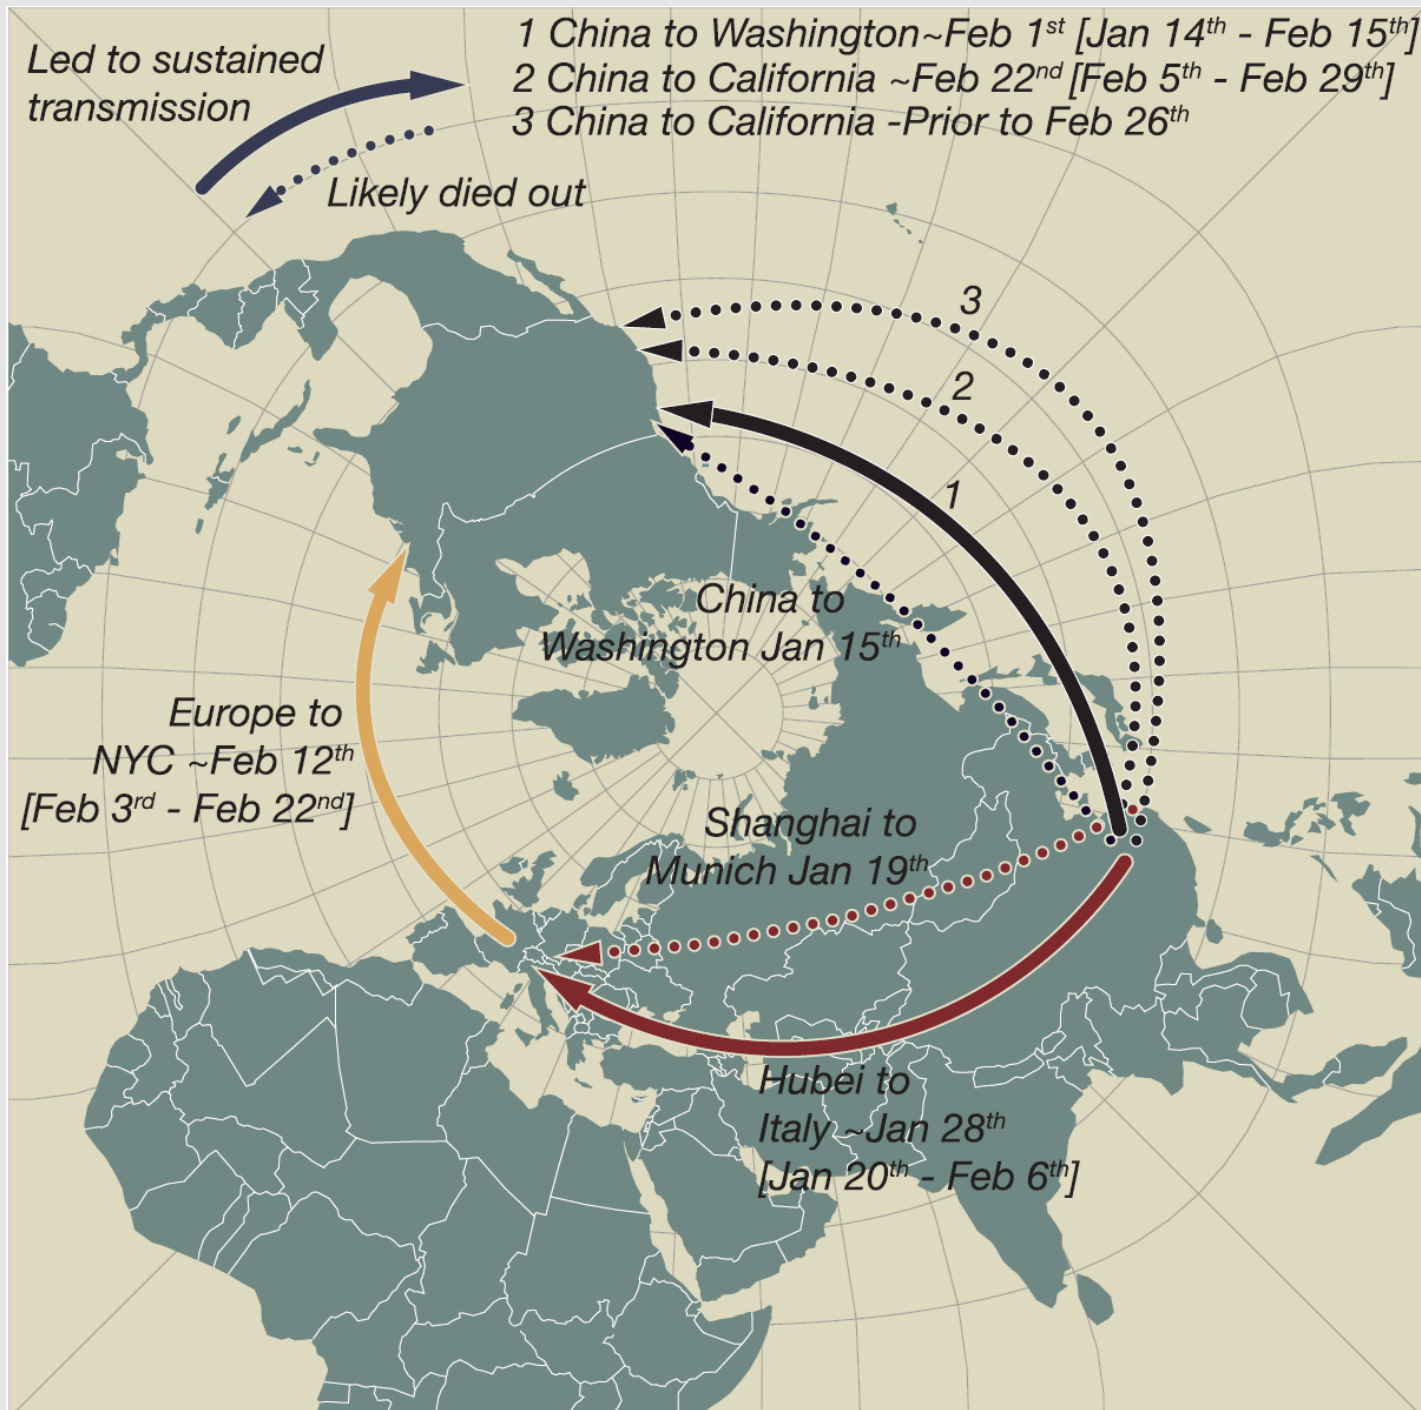 1 China to Washington~Feb 1st [Jan 14th - Feb 15th]
2 China to California ~Feb 22nd [Feb 5th - Feb 29th]
3 China to California -Prior to Feb 26th
Led to sustained
transmission
Likely died out
3
2
1
China to
Washington Jan 15th
Europe to
NYC ~Feb 12th
[Feb 3rd - Feb 22nd]
Shanghai to
Munich Jan 19th
Hubei to
Italy ~Jan 28th
[Jan 20th - Feb 6th]